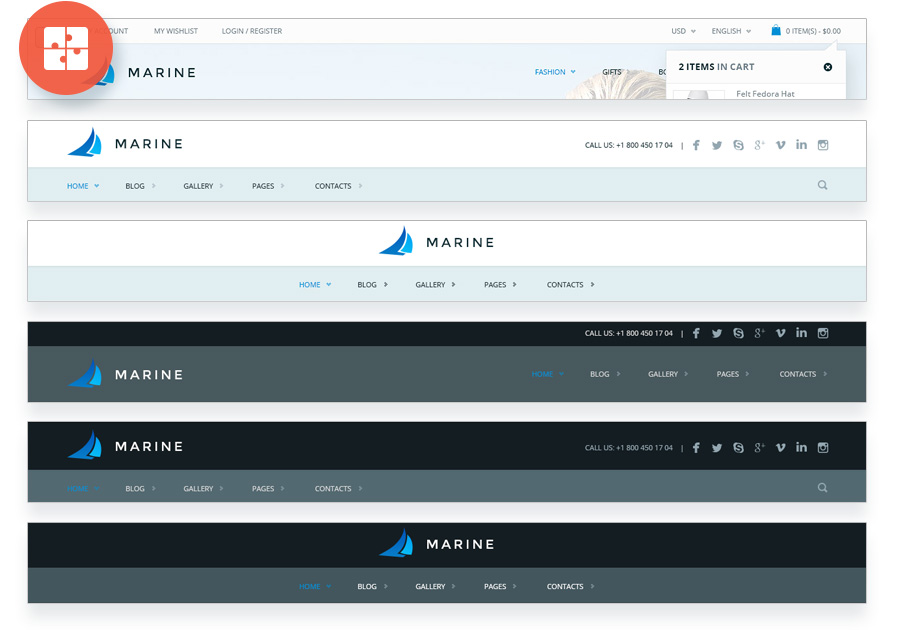 MY WISHLIST LOGIN / REGISTER USD ENGLISH 0 ITEM(S) - $0.00
MARINE FASHION GIFTS
2 ITEMS IN CART
Felt Fedora Hat
MARINE CALL US: +1 800 450 17 04 |
HOME BLOG GALLERY PAGES CONTACTS
MARINE
HOME BLOG GALLERY PAGES CONTACTS
CALL US: +1 800 450 17 04 |
MARINE HOME BLOG GALLERY PAGES CONTACTS
MARINE CALL US: +1 800 450 17 04 |
HOME BLOG GALLERY PAGES CONTACTS
MARINE
HOME BLOG GALLERY PAGES CONTACTS